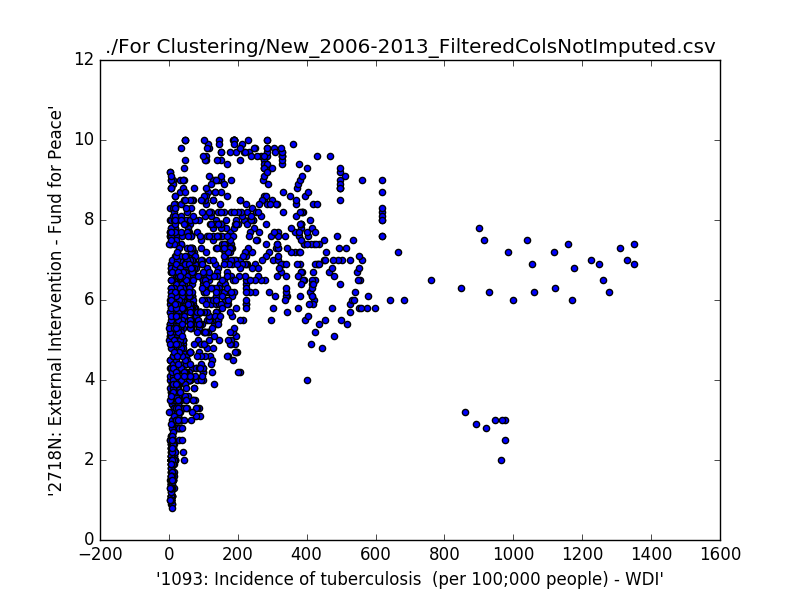 ./For Clustering/New_2006-2013_FilteredColsNotImputed.csv
12
10
8
6
4
2
0
'2718N: External Intervention - Fund for Peace'
−200 0 200 400 600 800 1000 1200 1400 1600
'1093: Incidence of tuberculosis  (per 100;000 people) - WDI'